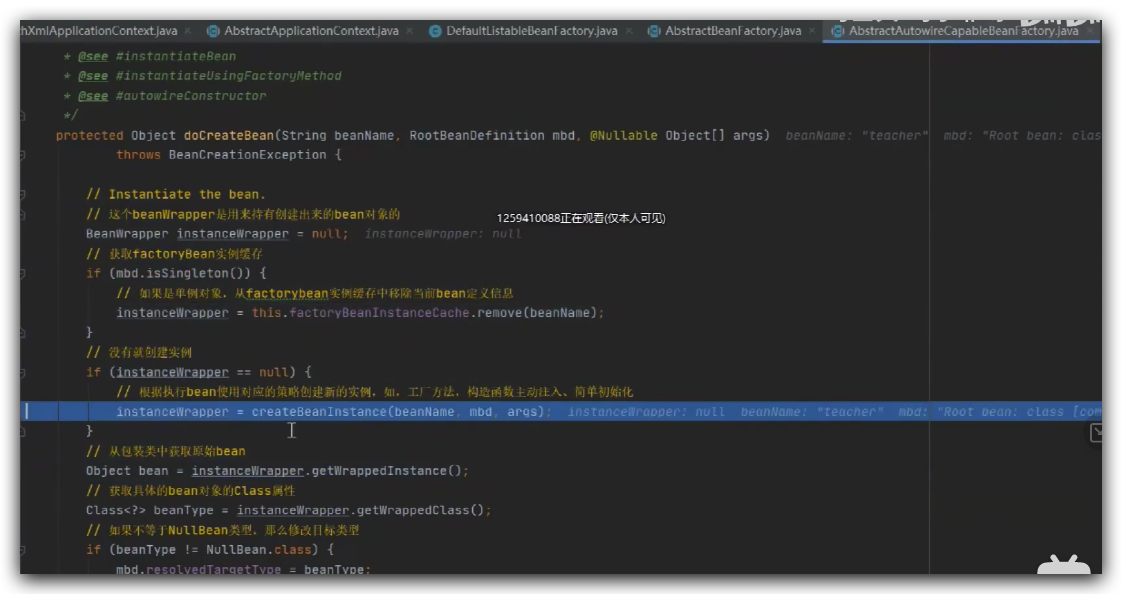 hXmlApplicationContext.java AbstractApplicationContext.java DefaultListableBeanFactory.java AbstractBeanFactory.java AbstractAutowireCapableBeanFactory.java
* @see #instantiateBean
* @see #instantiateUsingFactoryMethod
* @see #autowireConstructor
*/
protected Object doCreateBean(String beanName, RootBeanDefinition mbd, @Nullable Object[] args) beanName: "teacher" mbd: "Root bean: clas
throws BeanCreationException {
// Instantiate the bean.
// 这个beanWrapper是用来持有创建出来的bean对象的
1259410088正在观看(仅本人可见)
BeanWrapper instanceWrapper = null; instanceWrapper: null
// 获取factoryBean实例缓存
if (mbd.isSingleton()) {
// 如果是单例对象，从factorybean实例缓存中移除当前bean定义信息
instanceWrapper = this.factoryBeanInstanceCache.remove(beanName);
}
// 没有就创建实例
if (instanceWrapper == null) {
// 根据执行bean使用对应的策略创建新的实例，如，工厂方法，构造函数主动注入、简单初始化
instanceWrapper = createBeanInstance(beanName, mbd, args); instanceWrapper: null beanName: "teacher" mbd: "Root bean: class [com
}
// 从包装类中获取原始bean
Object bean = instanceWrapper.getWrappedInstance();
// 获取具体的bean对象的Class属性
Class<?> beanType = instanceWrapper.getWrappedClass();
// 如果不等于NullBean类型，那么修改目标类型
if (beanType != NullBean.class) {
mbd.resolvedTargetType = beanType;